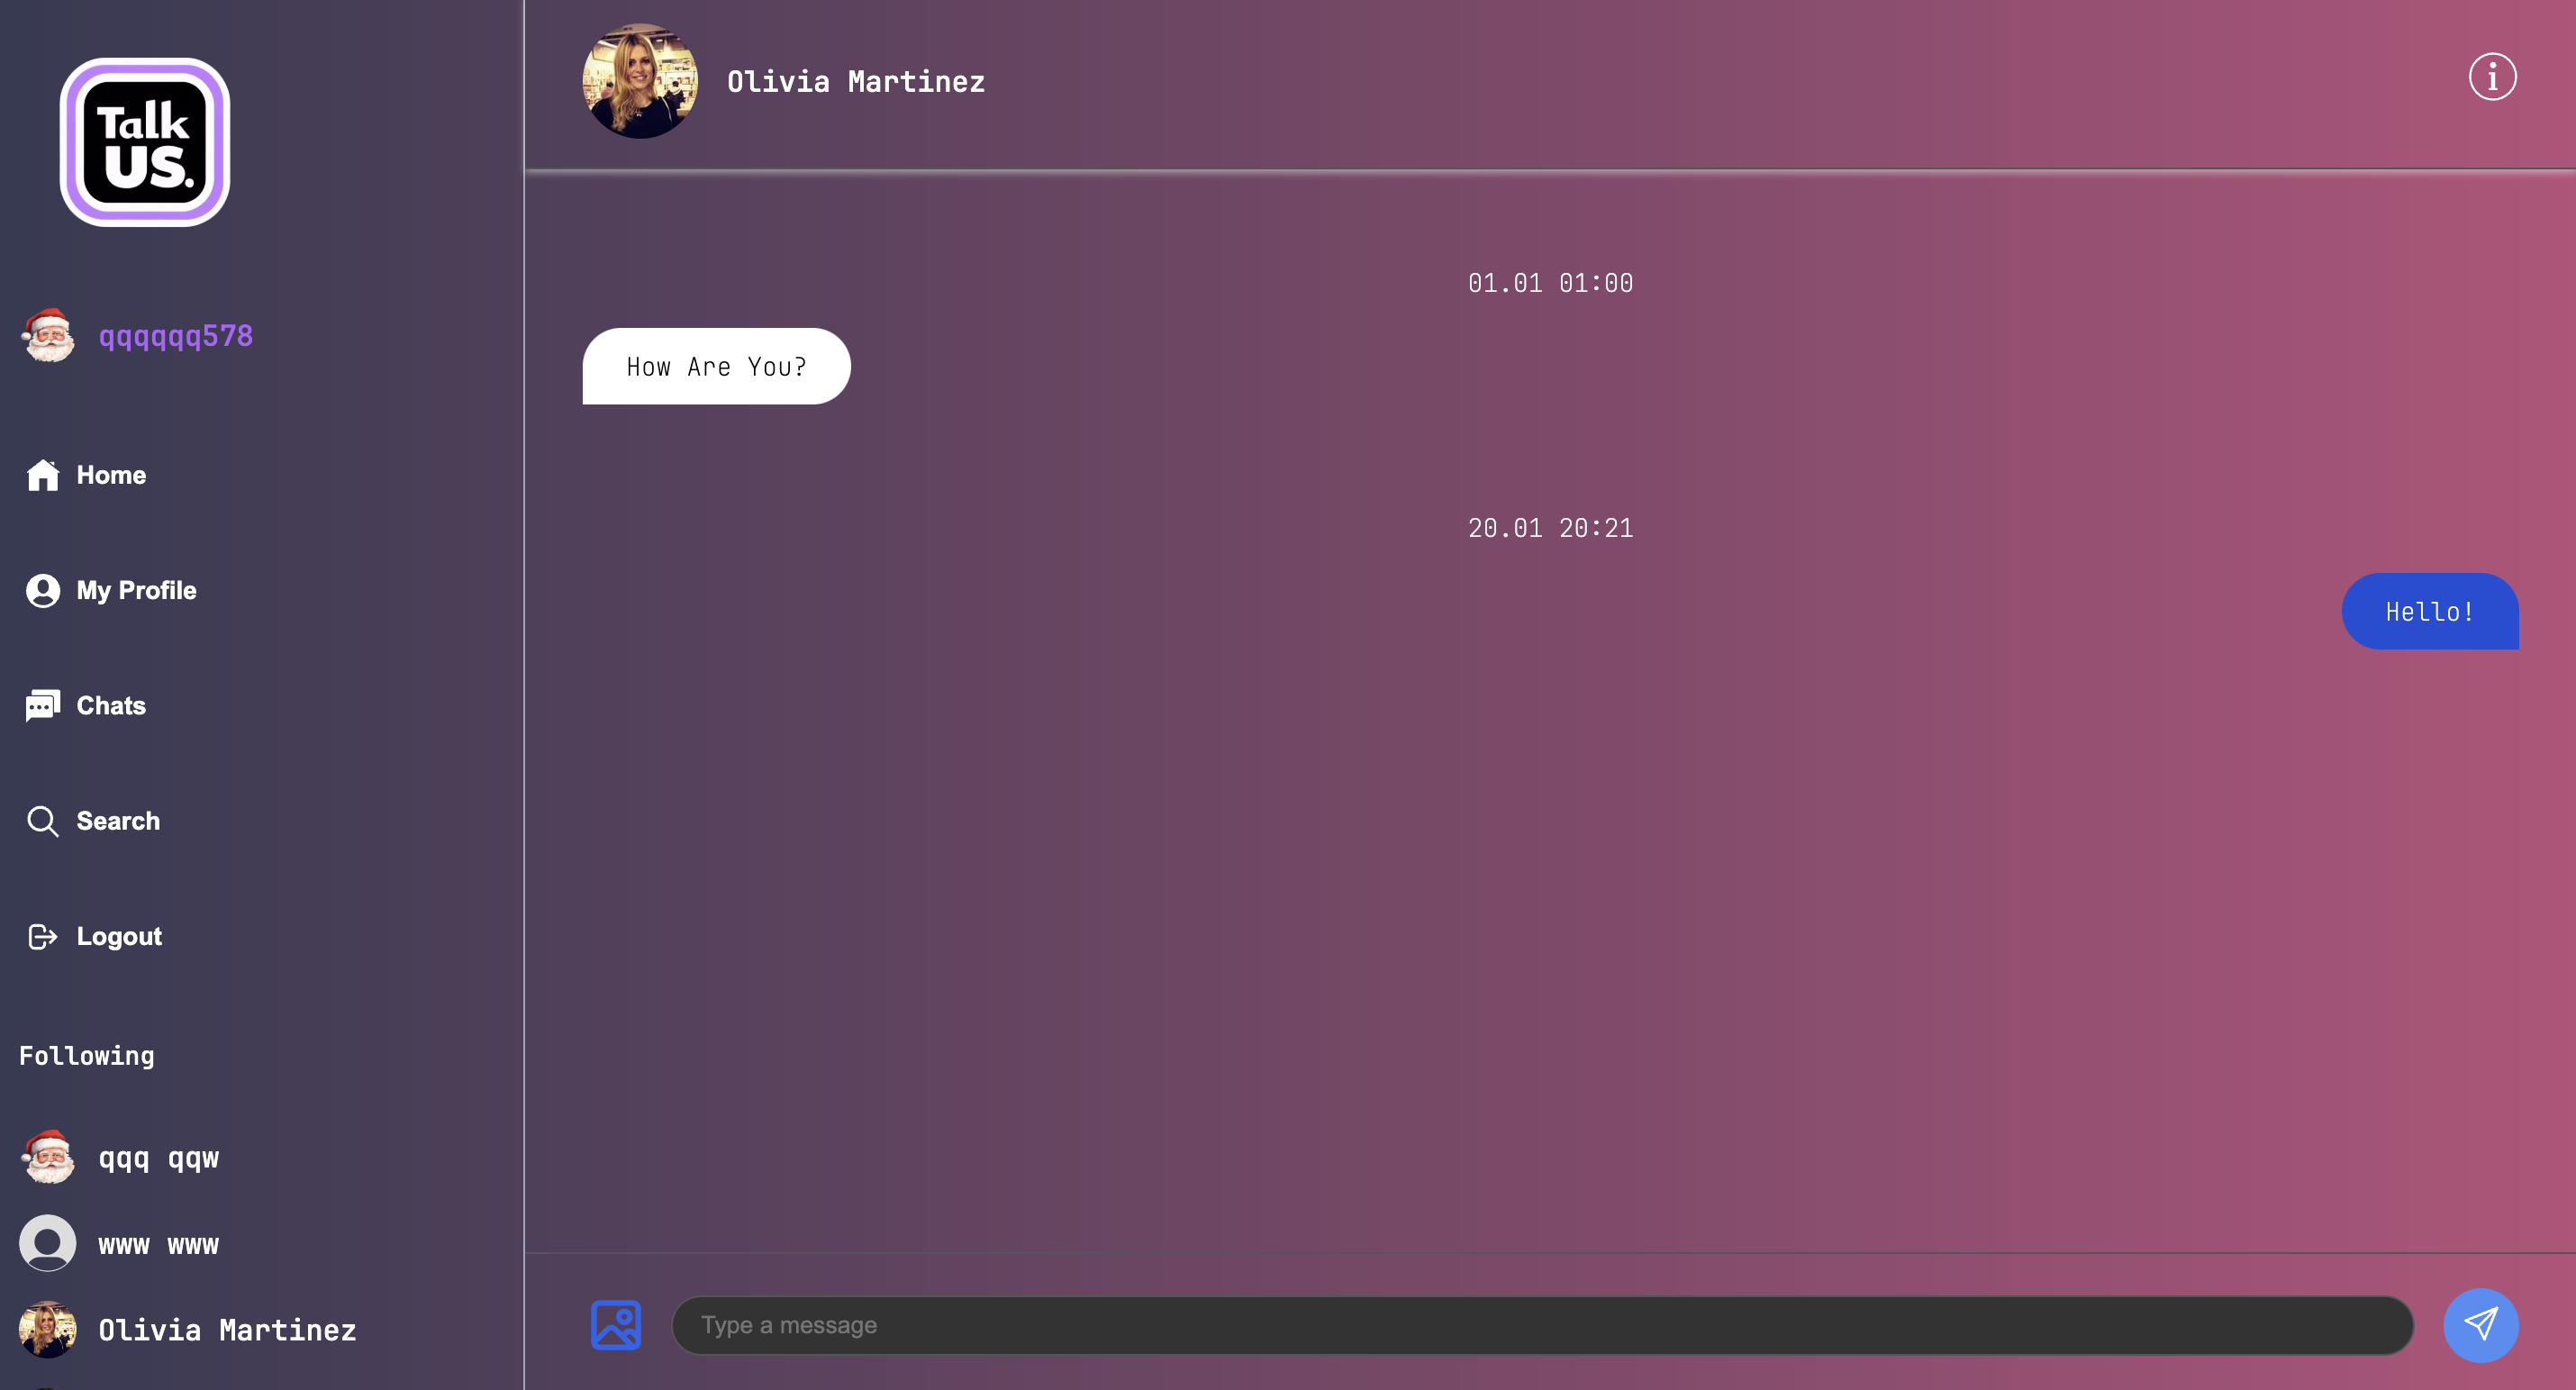 Talk
US.
qqqqqq578
Home
My Profile
Chats
Search
Logout
Following
qqq qqw
www www
Olivia Martinez
Olivia Martinez
01.01 01:00
How Are You?
20.01 20:21
Hello!
Type a message